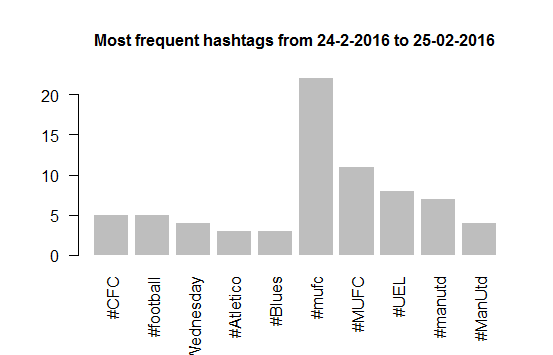 Most frequent hashtags from 24-2-2016 to 25-02-2016
20
15
10
5
0
#CFC
#football
Wednesday
#Atletico
#Blues
#mufc
#MUFC
#UEL
#manutd
#ManUtd